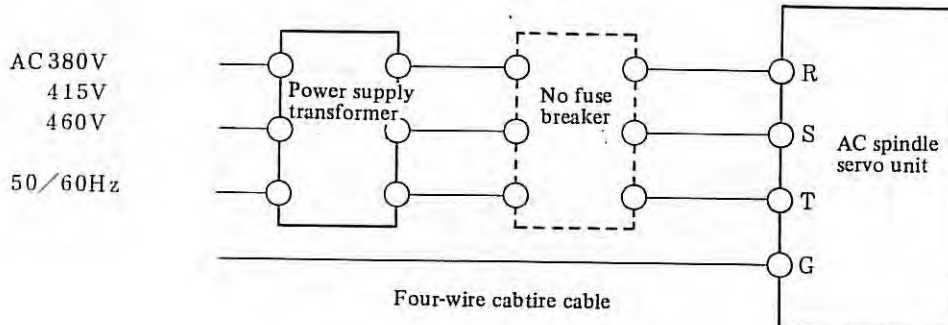 AC 380V
415V
460V
50/60Hz
Power supply
transformer
No fuse
breaker
R
S
T
G
AC spindle
servo unit
Four-wire cabtire cable